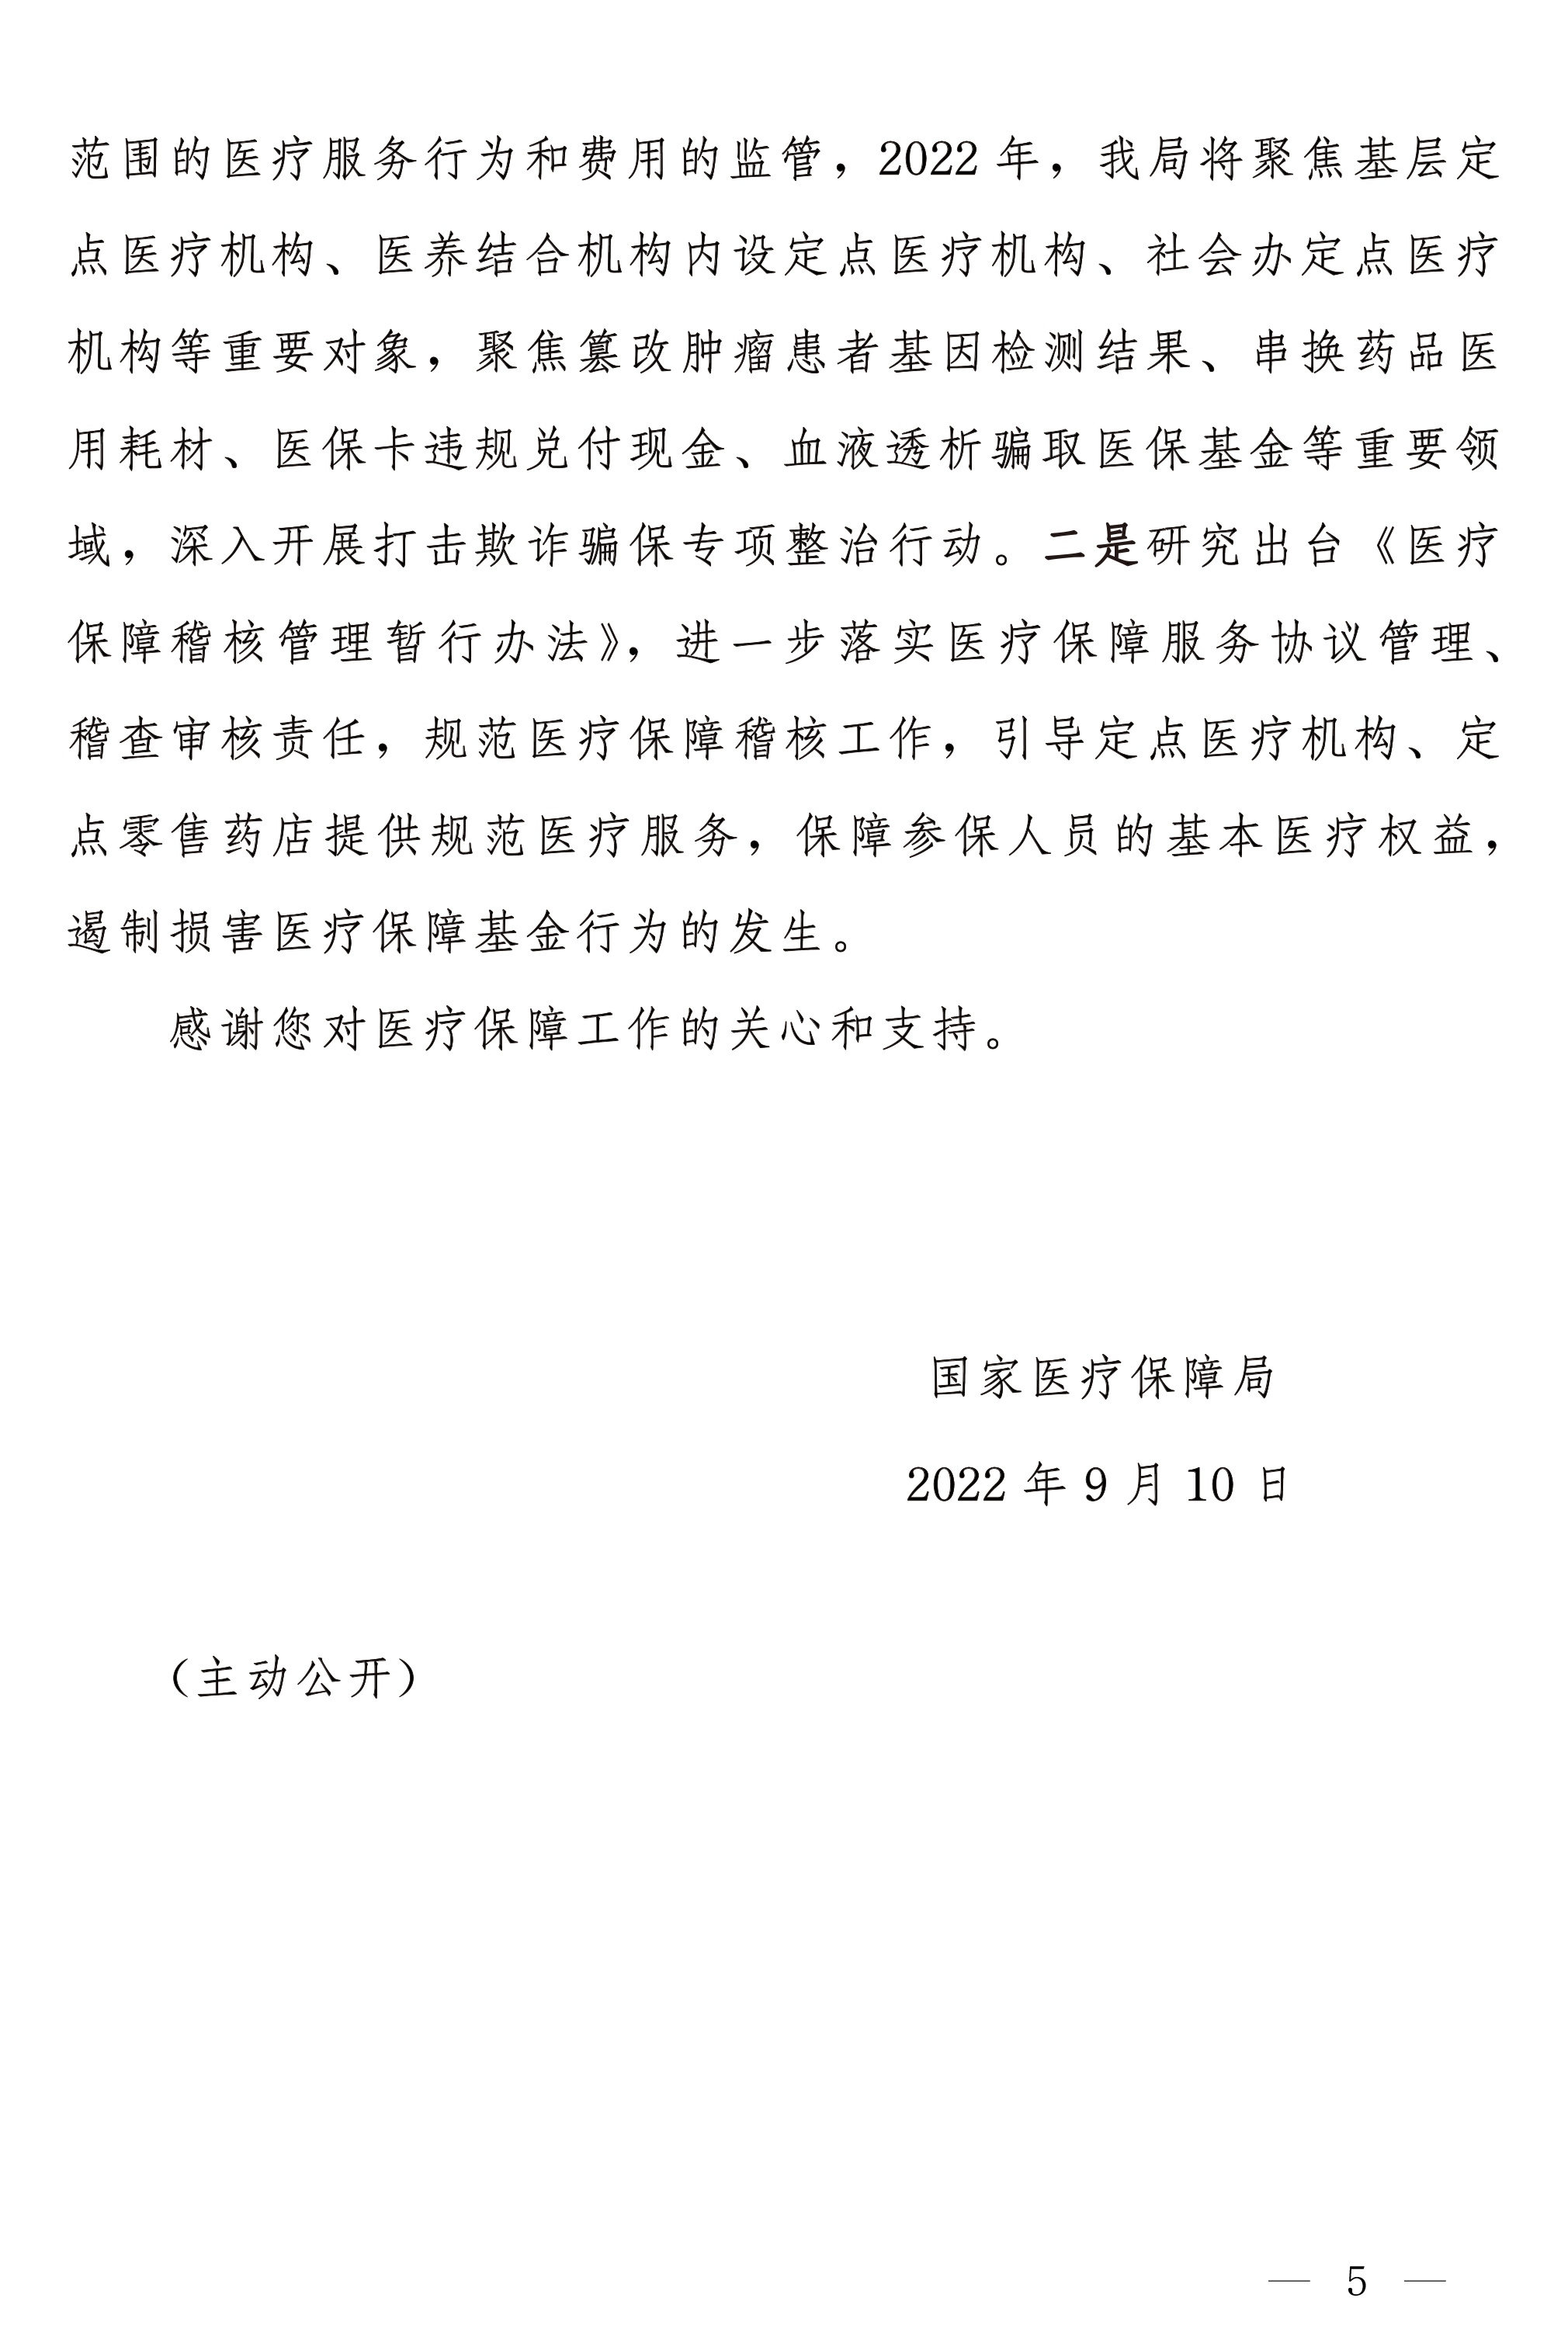 范围的医疗服务行为和费用的监管，2022 年，我局将聚焦基层定
点医疗机构、医养结合机构内设定点医疗机构、社会办定点医疗
机构等重要对象，聚焦篡改肿瘤患者基因检测结果、串换药品医
用耗材、医保卡违规兑付现金、血液透析骗取医保基金等重要领
域，深入开展打击欺诈骗保专项整治行动。二是研究出台《医疗
保障稽核管理暂行办法》，进一步落实医疗保障服务协议管理、
稽查审核责任，规范医疗保障稽核工作，引导定点医疗机构、定
点零售药店提供规范医疗服务，保障参保人员的基本医疗权益，
遏制损害医疗保障基金行为的发生。
感谢您对医疗保障工作的关心和支持。
国家医疗保障局
2022 年 9 月 10 日
（主动公开）
— 5 —